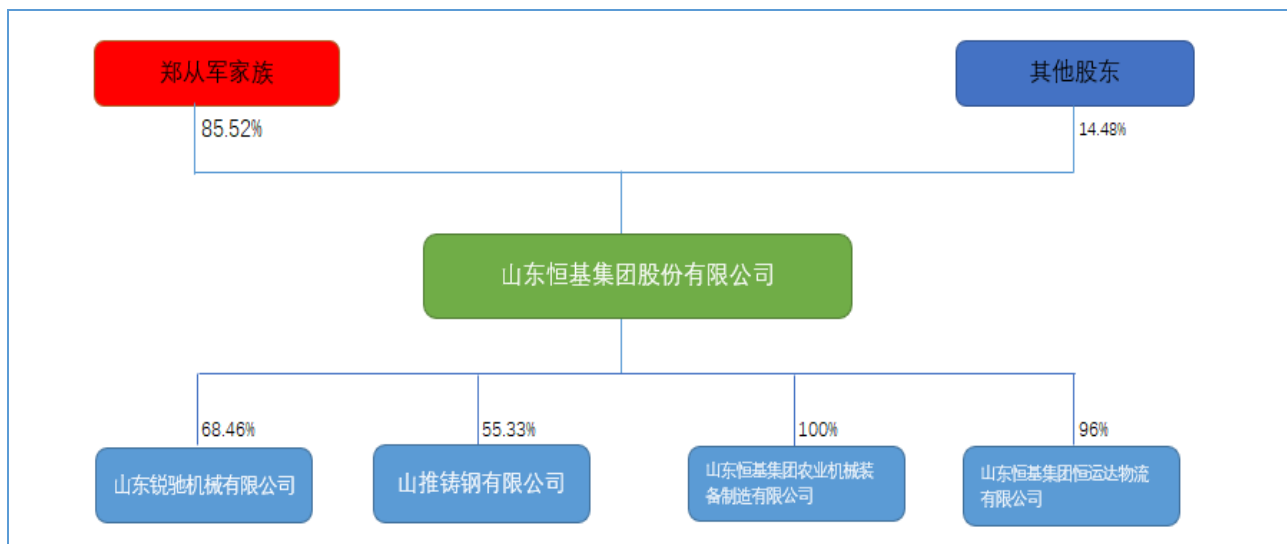 郑从军家族
其他股东
85.52%
14.48%
山东恒基集团股份有限公司
68.46%
55.33%
100%
96%
山东锐驰机械有限公司
山推铸钢有限公司
山东恒基集团农业机械装
备制造有限公司
山东恒基集团恒运达物流
有限公司